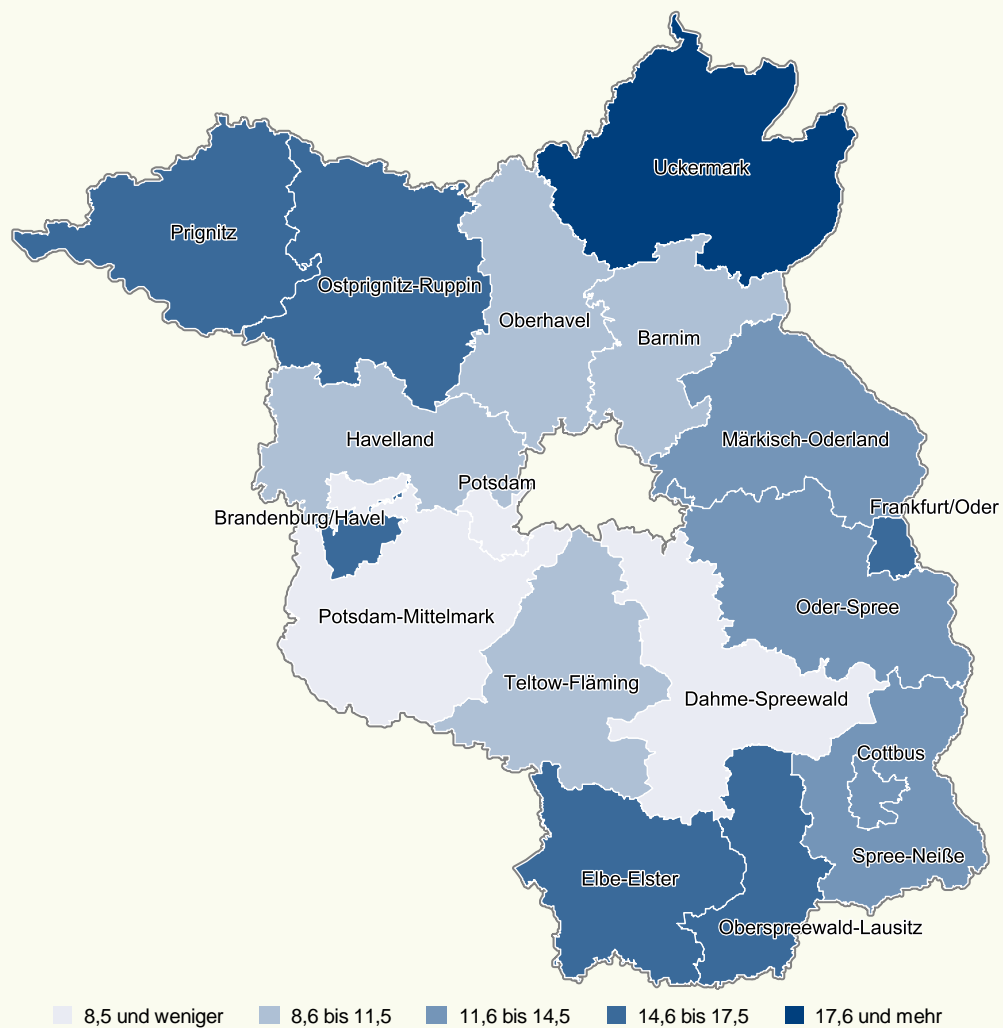 Uckermark
Prignitz
Ostprignitz-Ruppin
Oberhavel
Barnim
Havelland
Märkisch-Oderland
Potsdam
Frankfurt/Oder
Brandenburg/Havel
Oder-Spree
Potsdam-Mittelmark
Teltow-Fläming
Dahme-Spreewald
Cottbus
Spree-Neiße
Elbe-Elster
Oberspreewald-Lausitz
8,5 und weniger 8,6 bis 11,5 11,6 bis 14,5 14,6 bis 17,5 17,6 und mehr